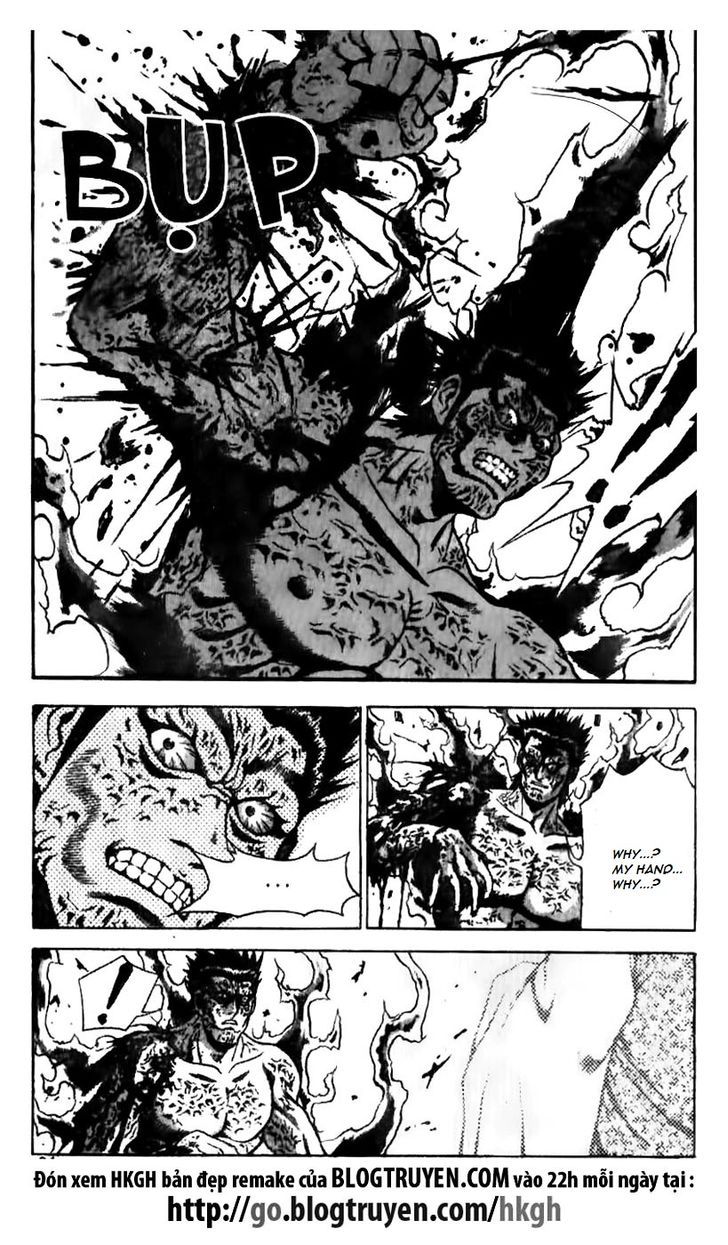 BỤP
...
WHY...?
MY HAND...
WHY...?
!
Đón xem HKGH bản đẹp remake của BLOGTRUYEN.COM vào 22h mỗi ngày tại :
http://go.blogtruyen.com/hkgh